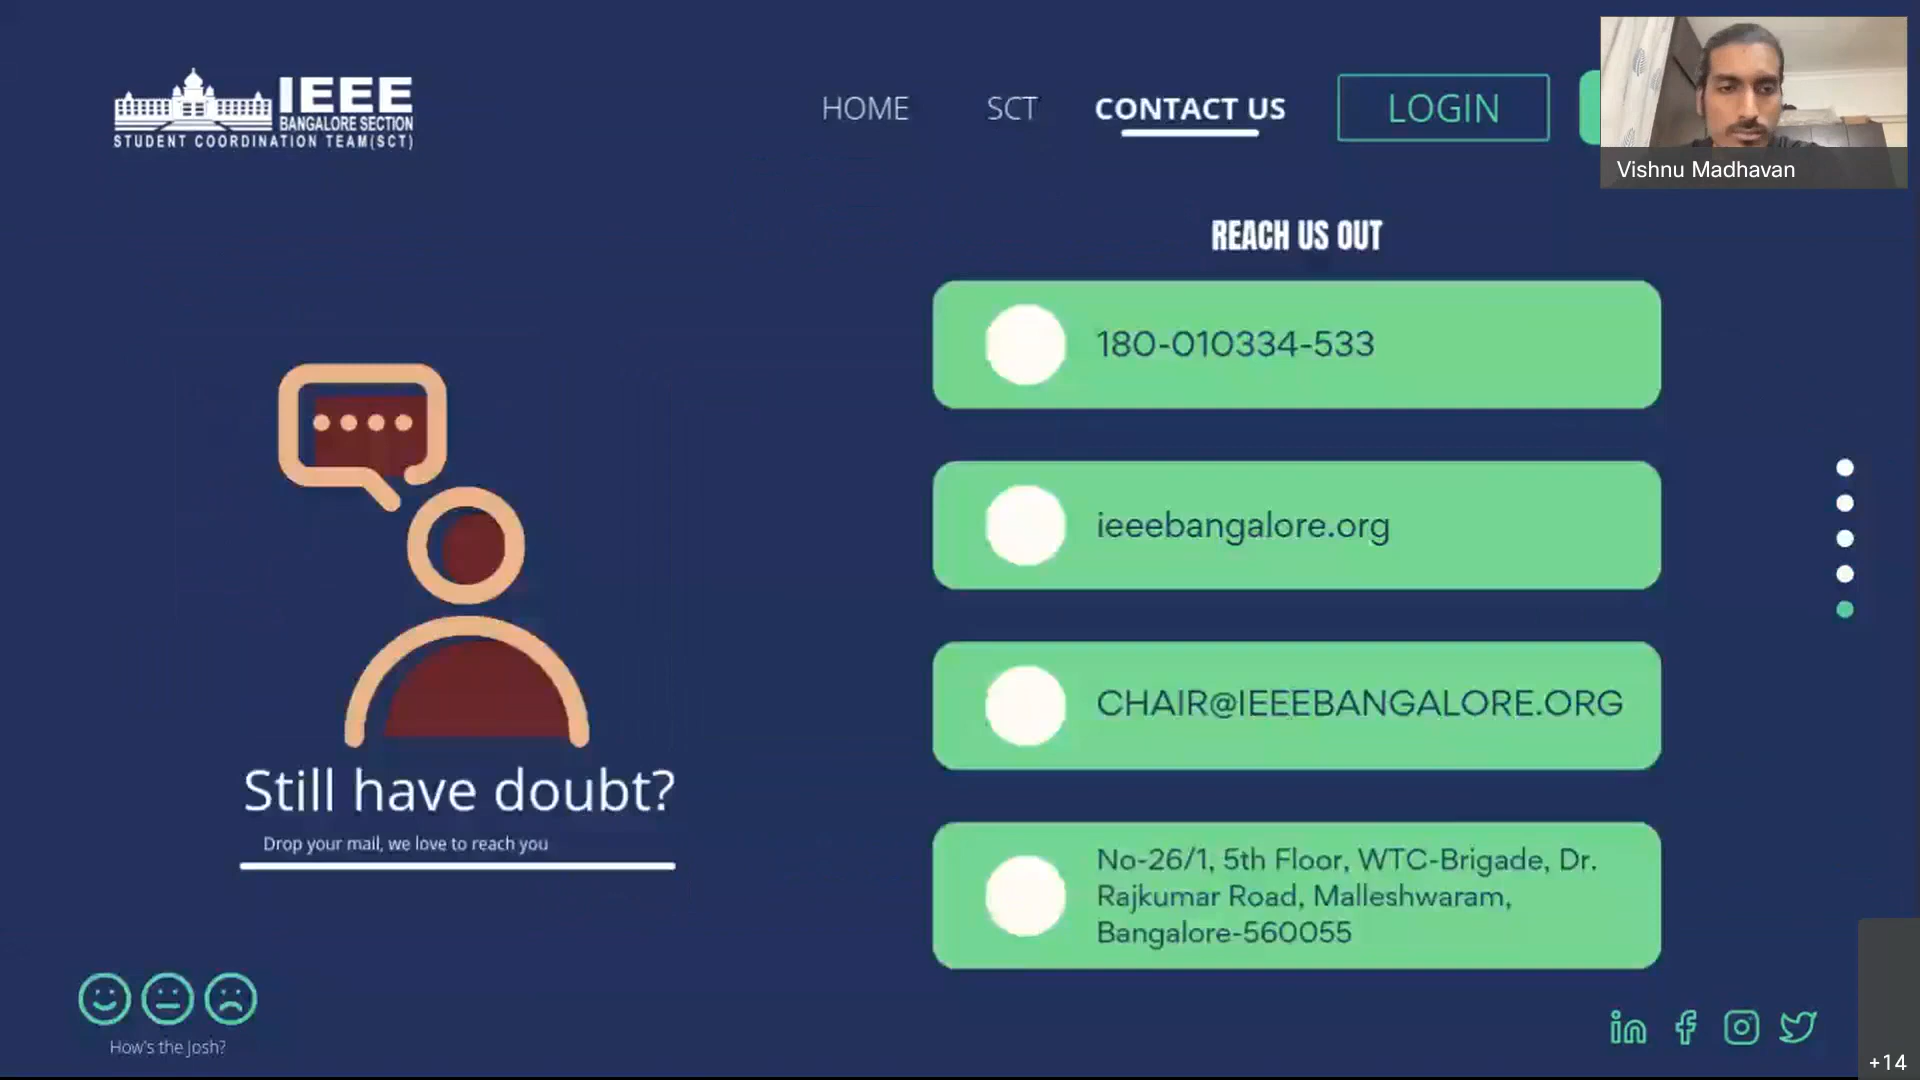 IEEE
BANGALORE SECTION
STUDENT COORDINATION TEAM(SCT)
HOME
SCT
CONTACT US
LOGIN
Vishnu Madhavan
REACH US OUT
180-010334-533
ieeebangalore.org
CHAIR@IEEEBANGALORE.ORG
No-26/1, 5th Floor, WTC-Brigade, Dr.
Rajkumar Road, Malleshwaram,
Bangalore-560055
Still have doubt?
Drop your mail, we love to reach you
How's the Josh?
+14